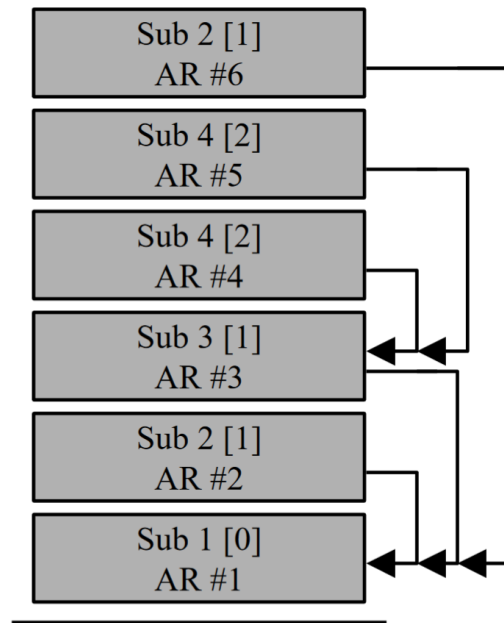 Sub 2 [1]
AR #6
Sub 4 [2]
AR #5
Sub 4 [2]
AR #4
Sub 3 [1]
AR #3
Sub 2 [1]
AR #2
Sub 1 [0]
AR #1